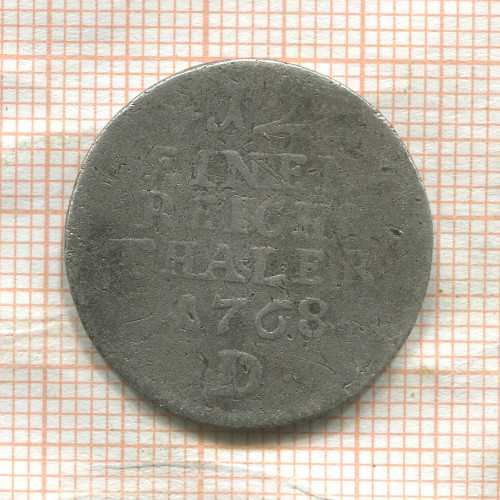 12
EINEN
REICHS
THALER
1768
D